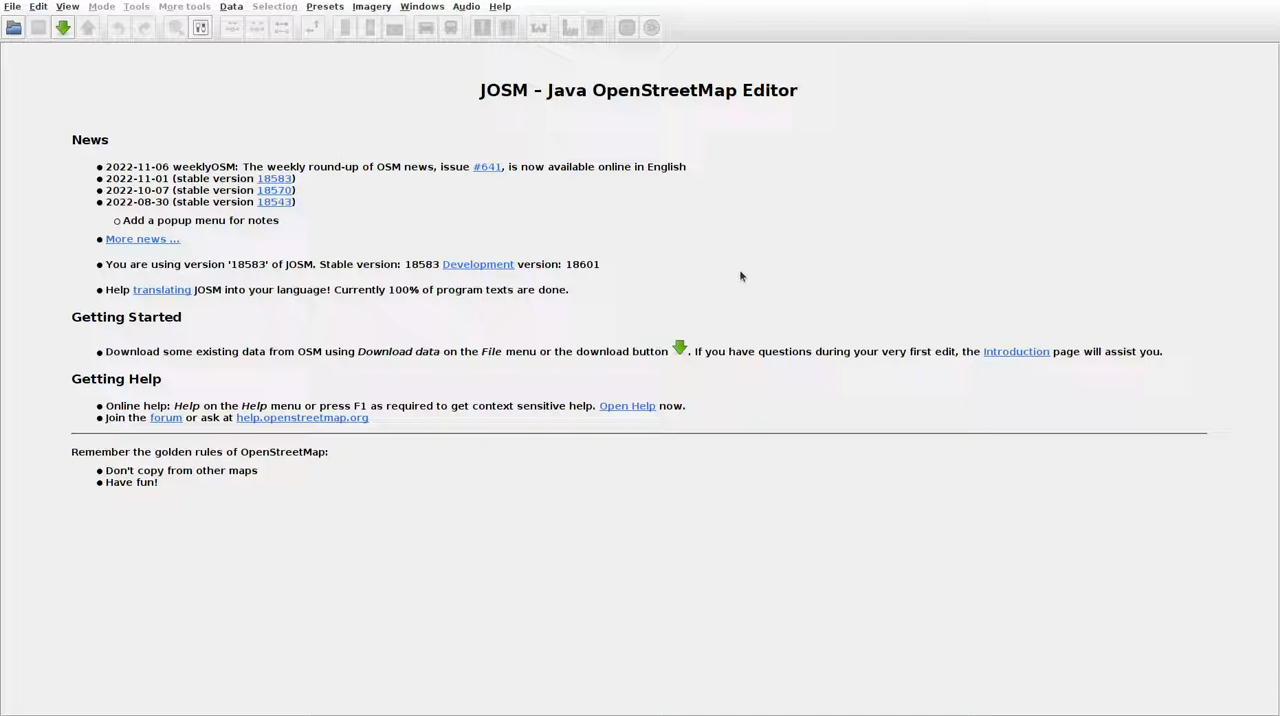 File Edit View Mode Tools More tools Data Selection Presets Imagery Windows Audio Help
JOSM – Java OpenStreetMap Editor
News
● 2022-11-06 weeklyOSM: The weekly round-up of OSM news, issue #641, is now available online in English
● 2022-11-01 (stable version 18583)
● 2022-10-07 (stable version 18570)
● 2022-08-30 (stable version 18543)
○ Add a popup menu for notes
● More news ...
● You are using version '18583' of JOSM. Stable version: 18583 Development version: 18601
● Help translating JOSM into your language! Currently 100% of program texts are done.
Getting Started
● Download some existing data from OSM using Download data on the File menu or the download button . If you have questions during your very first edit, the Introduction page will assist you.
Getting Help
● Online help: Help on the Help menu or press F1 as required to get context sensitive help. Open Help now.
● Join the forum or ask at help.openstreetmap.org
Remember the golden rules of OpenStreetMap:
● Don't copy from other maps
● Have fun!